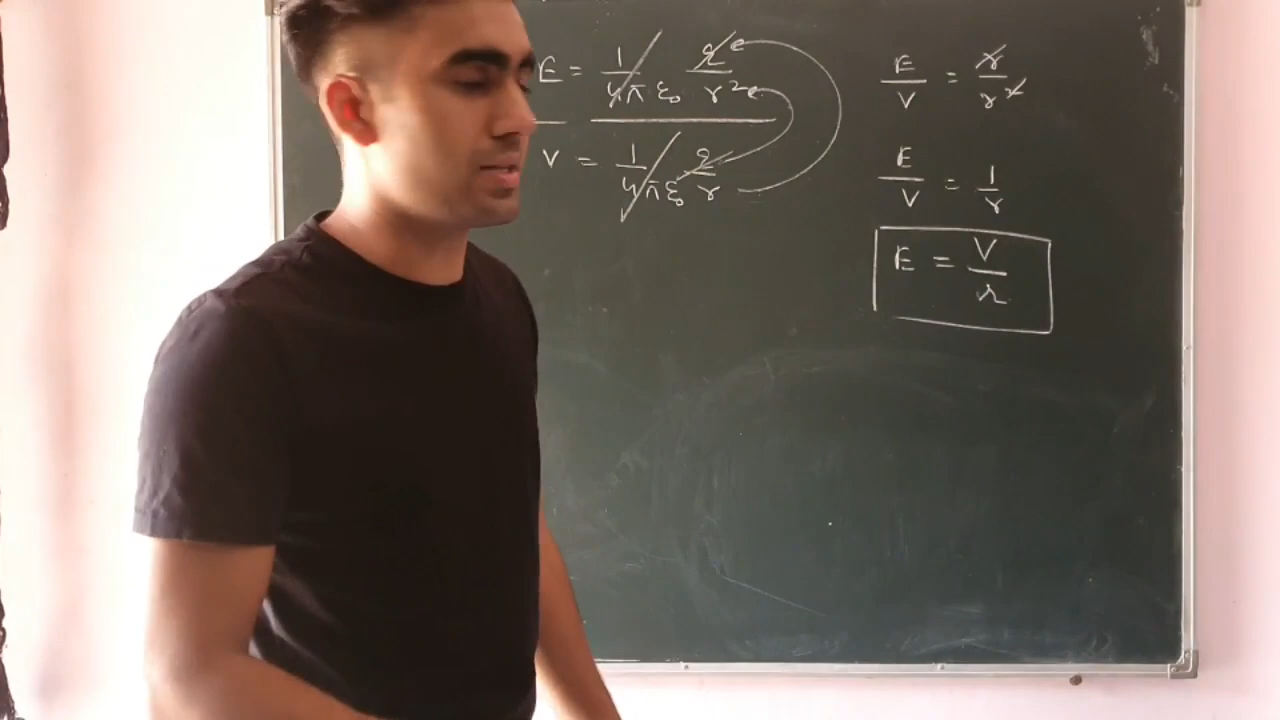 E = 1/4πε₀ q/r²
V = 1/4πε₀ q/r
E/V = r/r²
E/V = 1/r
E = V/r